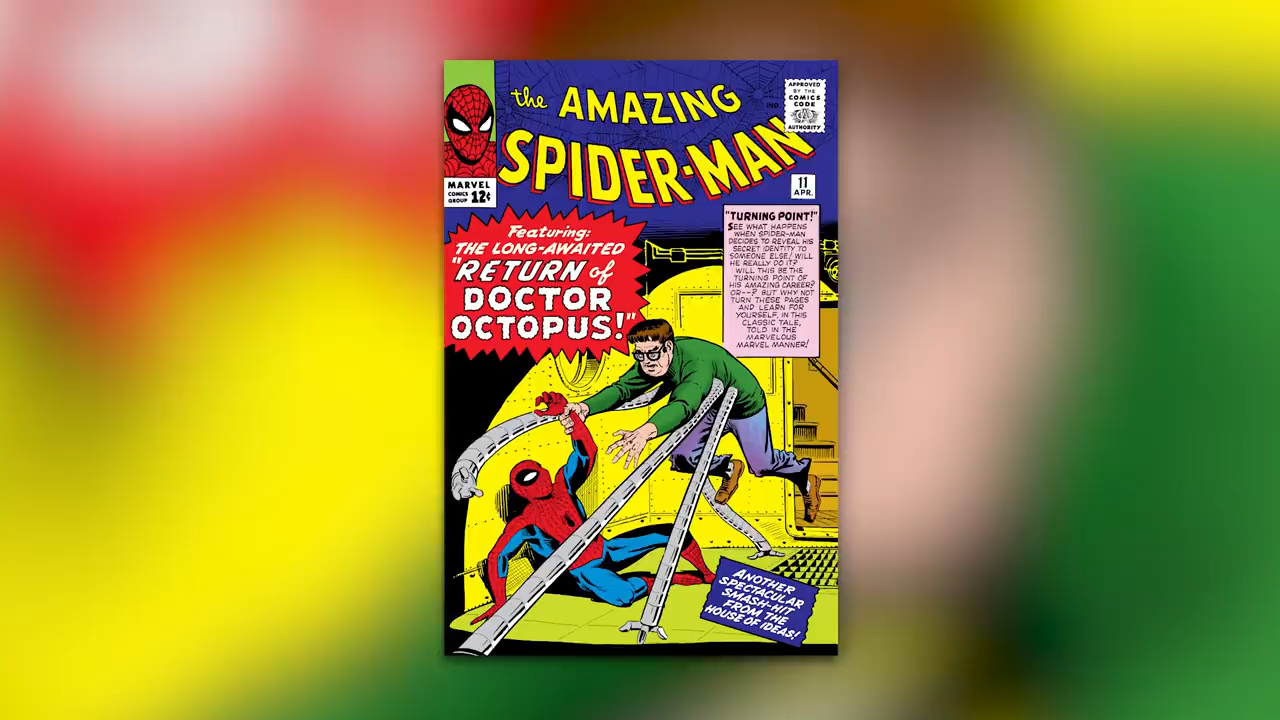 the AMAZING
SPIDER-MAN
IND.
APPROVED
BY THE
COMICS
CODE
AUTHORITY
MARVEL
COMICS
GROUP 12¢
11
APR.
Featuring:
THE LONG-AWAITED
"RETURN of
DOCTOR
OCTOPUS!"
"TURNING POINT!"
SEE WHAT HAPPENS
WHEN SPIDER-MAN
DECIDES TO REVEAL HIS
SECRET IDENTITY TO
SOMEONE ELSE! WILL
HE REALLY DO IT?
WILL THIS BE THE
TURNING POINT OF
HIS AMAZING CAREER?
OR--? BUT WHY NOT
TURN THESE PAGES
AND LEARN FOR
YOURSELF, IN THIS
CLASSIC TALE,
TOLD IN THE
MARVELOUS
MARVEL MANNER!
ANOTHER
SPECTACULAR
SMASH-HIT
FROM THE
HOUSE OF IDEAS!